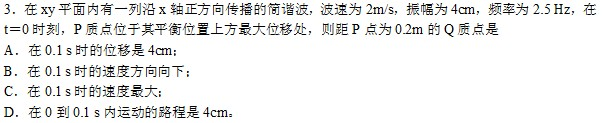 3．在 xy 平面内有一列沿 x 轴正方向传播的简谐波，波速为 2m/s，振幅为 4cm，频率为 2.5 Hz，在
t＝0 时刻，P 质点位于其平衡位置上方最大位移处，则距 P 点为 0.2m 的 Q 质点是
A．在 0.1 s 时的位移是 4cm；
B．在 0.1 s 时的速度方向向下；
C．在 0.1 s 时的速度最大；
D．在 0 到 0.1 s 内运动的路程是 4cm。